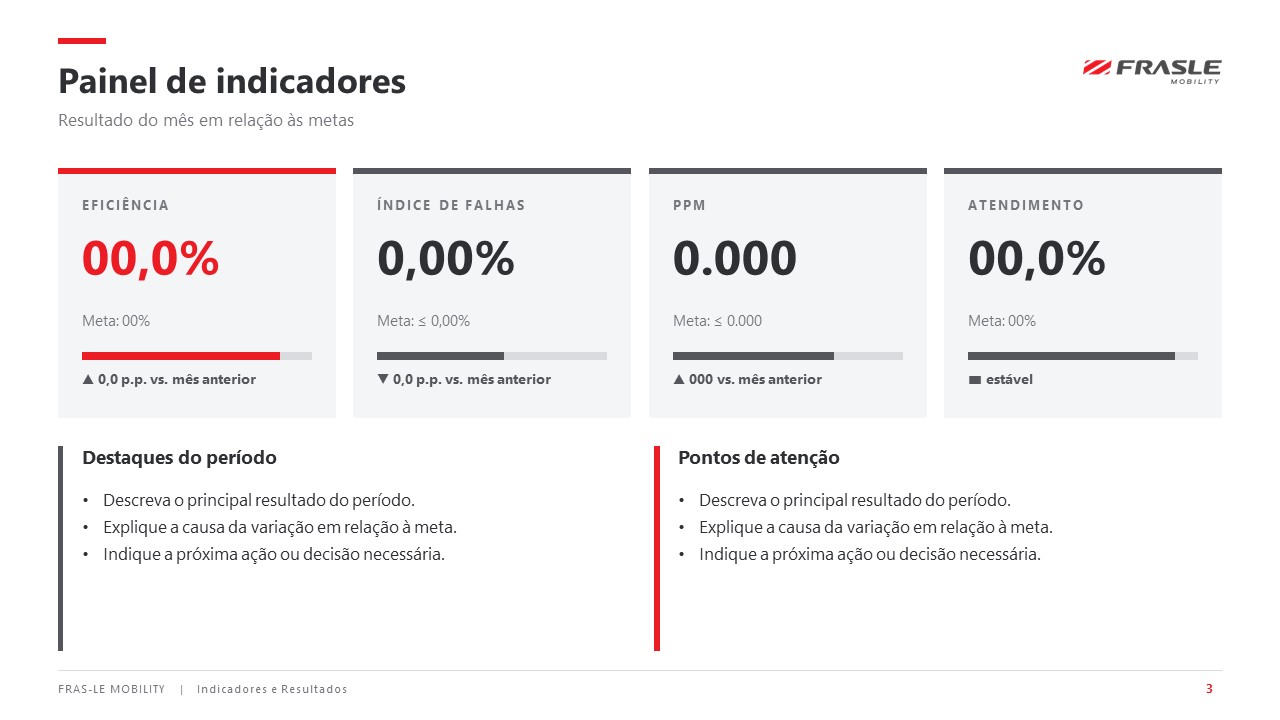 Painel de indicadores
FRASLE
MOBILITY
Resultado do mês em relação às metas
EFICIÊNCIA
00,0%
Meta: 00%
▲ 0,0 p.p. vs. mês anterior
ÍNDICE DE FALHAS
0,00%
Meta: ≤ 0,00%
▼ 0,0 p.p. vs. mês anterior
PPM
0.000
Meta: ≤ 0.000
▲ 000 vs. mês anterior
ATENDIMENTO
00,0%
Meta: 00%
■ estável
Destaques do período
• Descreva o principal resultado do período.
• Explique a causa da variação em relação à meta.
• Indique a próxima ação ou decisão necessária.
Pontos de atenção
• Descreva o principal resultado do período.
• Explique a causa da variação em relação à meta.
• Indique a próxima ação ou decisão necessária.
FRAS-LE MOBILITY | Indicadores e Resultados
3